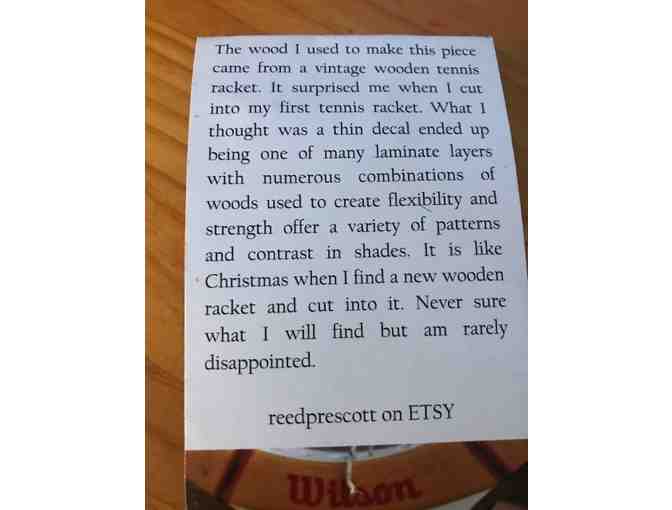 The wood I used to make this piece
came from a vintage wooden tennis
racket. It surprised me when I cut
into my first tennis racket. What I
thought was a thin decal ended up
being one of many laminate layers
with numerous combinations of
woods used to create flexibility and
strength offer a variety of patterns
and contrast in shades. It is like
Christmas when I find a new wooden
racket and cut into it. Never sure
what I will find but am rarely
disappointed.
reedprescott on ETSY
Wilson